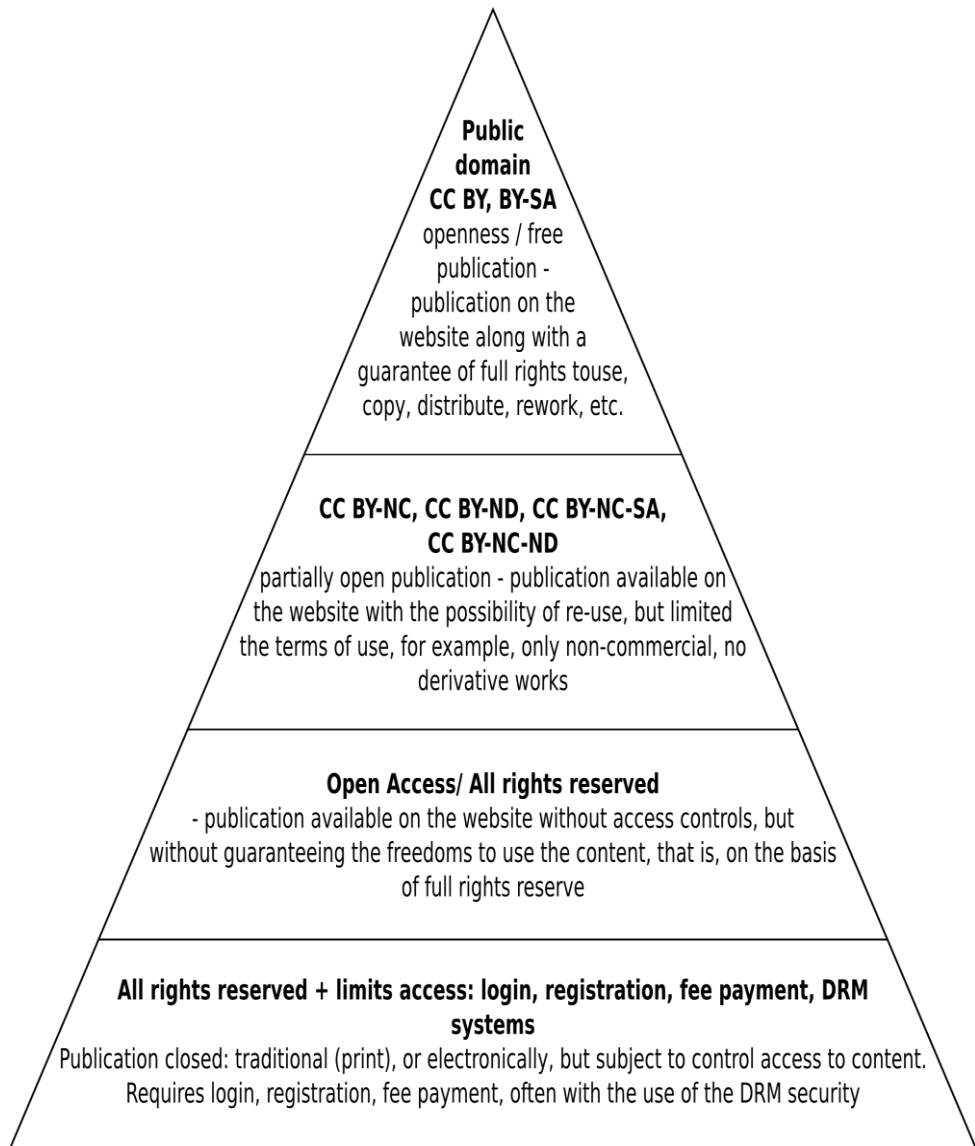 Public
domain
CC BY, BY-SA
openness / free
publication -
publication on the
website along with a
guarantee of full rights touse,
copy, distribute, rework, etc.
CC BY-NC, CC BY-ND, CC BY-NC-SA,
CC BY-NC-ND
partially open publication - publication available on
the website with the possibility of re-use, but limited
the terms of use, for example, only non-commercial, no
derivative works
Open Access/ All rights reserved
- publication available on the website without access controls, but
without guaranteeing the freedoms to use the content, that is, on the basis
of full rights reserve
All rights reserved + limits access: login, registration, fee payment, DRM
systems
Publication closed: traditional (print), or electronically, but subject to control access to content.
Requires login, registration, fee payment, often with the use of the DRM security